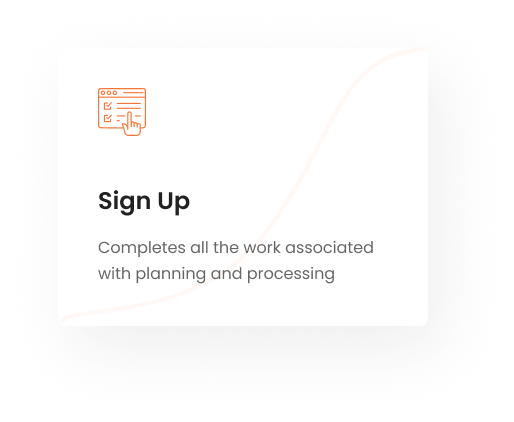 Sign Up
Completes all the work associated
with planning and processing